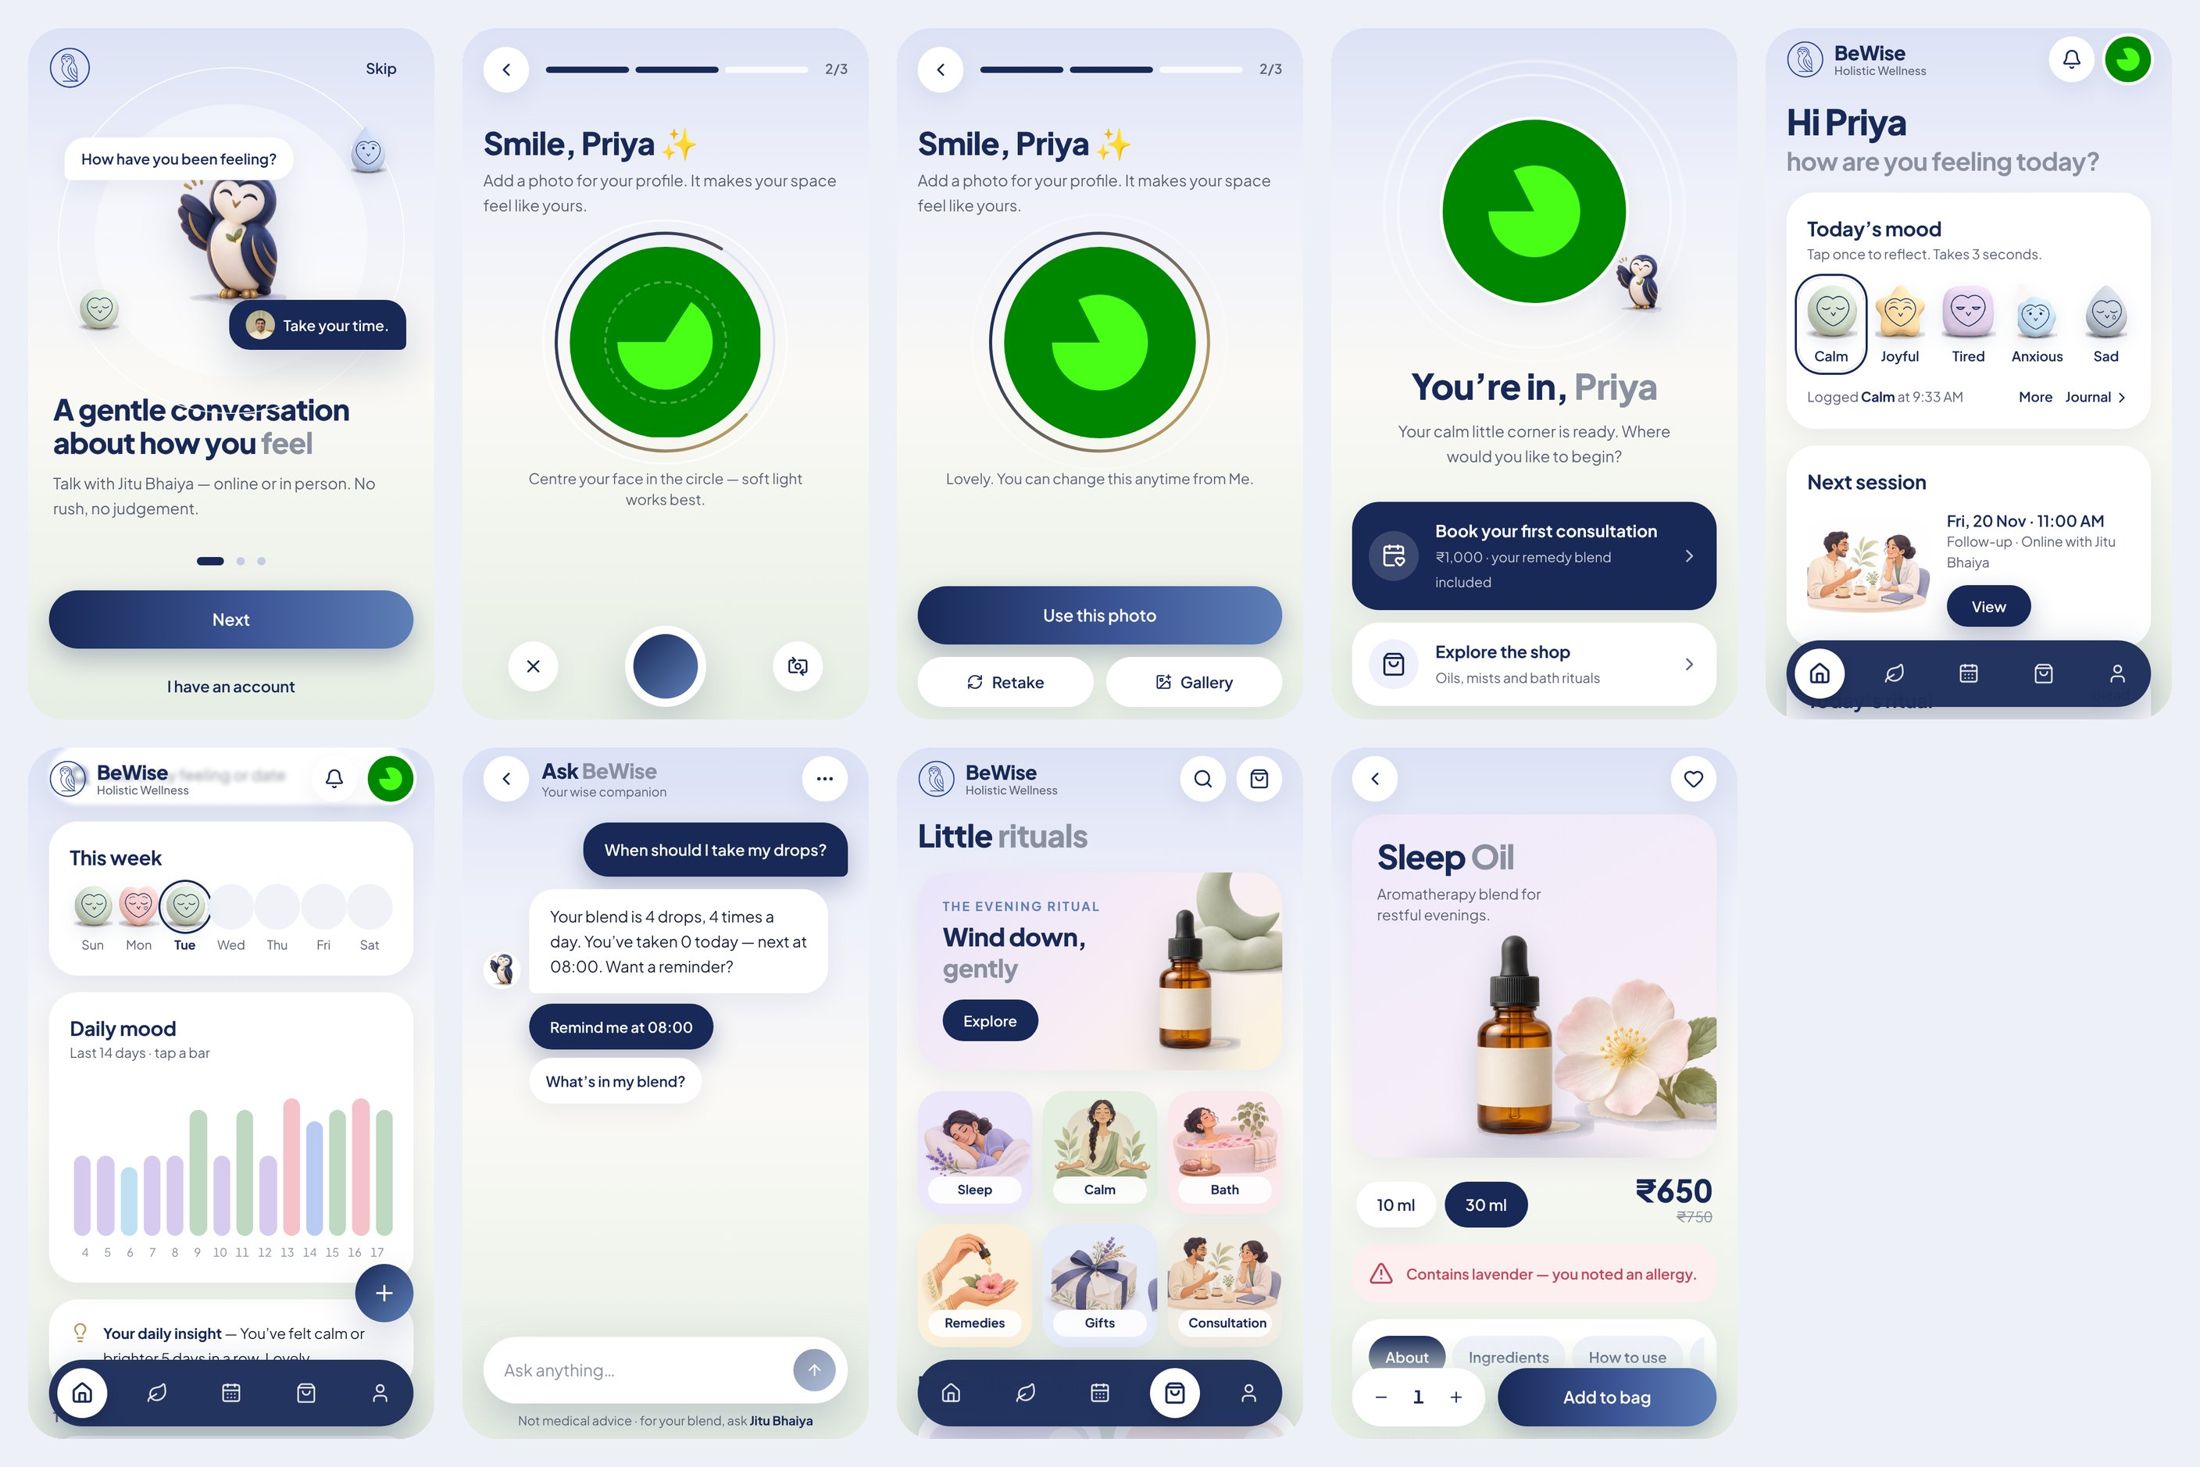 Skip
How have you been feeling?
Take your time.
A gentle conversation
about how you feel
Talk with Jitu Bhaiya — online or in person. No
rush, no judgement.
Next
I have an account
2/3
Smile, Priya ✨
Add a photo for your profile. It makes your space
feel like yours.
Centre your face in the circle — soft light
works best.
2/3
Smile, Priya ✨
Add a photo for your profile. It makes your space
feel like yours.
Lovely. You can change this anytime from Me.
Use this photo
Retake
Gallery
You’re in, Priya
Your calm little corner is ready. Where
would you like to begin?
Book your first consultation
₹1,000 · your remedy blend
included
Explore the shop
Oils, mists and bath rituals
BeWise
Holistic Wellness
Hi Priya
how are you feeling today?
Today’s mood
Tap once to reflect. Takes 3 seconds.
Calm Joyful Tired Anxious Sad
Logged Calm at 9:33 AM More Journal
Next session
Fri, 20 Nov · 11:00 AM
Follow-up · Online with Jitu
Bhaiya
View
Today’s ritual
BeWise
Holistic Wellness
feeling or date
This week
Sun Mon Tue Wed Thu Fri Sat
Daily mood
Last 14 days · tap a bar
4 5 6 7 8 9 10 11 12 13 14 15 16 17
Your daily insight — You’ve felt calm or
brighter 5 days in a row. Lovely.
Ask BeWise
Your wise companion
When should I take my drops?
Your blend is 4 drops, 4 times a
day. You’ve taken 0 today — next at
08:00. Want a reminder?
Remind me at 08:00
What’s in my blend?
Ask anything...
Not medical advice · for your blend, ask Jitu Bhaiya
BeWise
Holistic Wellness
Little rituals
THE EVENING RITUAL
Wind down,
gently
Explore
Sleep Calm Bath
Remedies Gifts Consultation
Sleep Oil
Aromatherapy blend for
restful evenings.
10 ml 30 ml
₹650
₹750
Contains lavender — you noted an allergy.
About Ingredients How to use
− 1 +
Add to bag